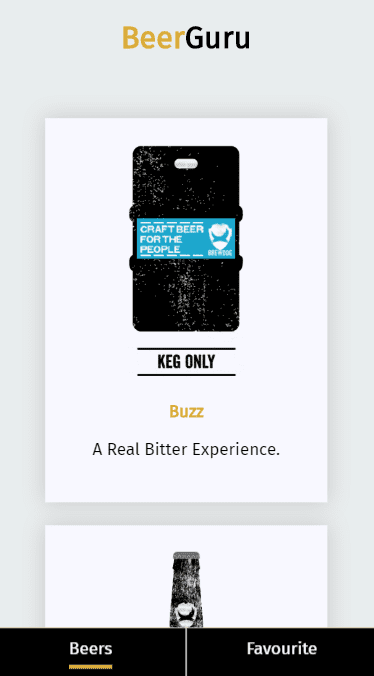 BeerGuru
CRAFT BEER
FOR THE
PEOPLE
BREWDOG
KEG ONLY
Buzz
A Real Bitter Experience.
Beers
Favourite